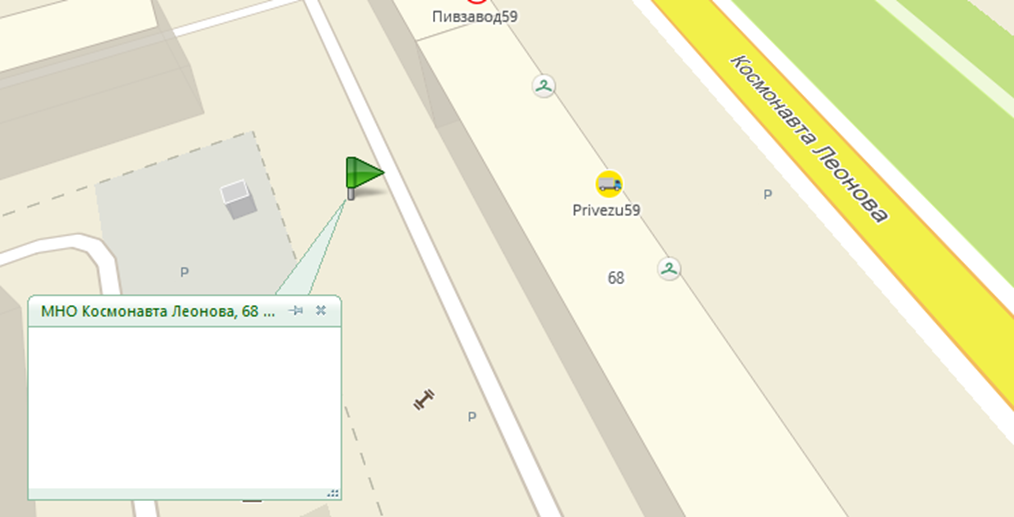 Пивзавод59
Космонавта Леонова
Privezu59
P
68
P
МНО Космонавта Леонова, 68 ...
P